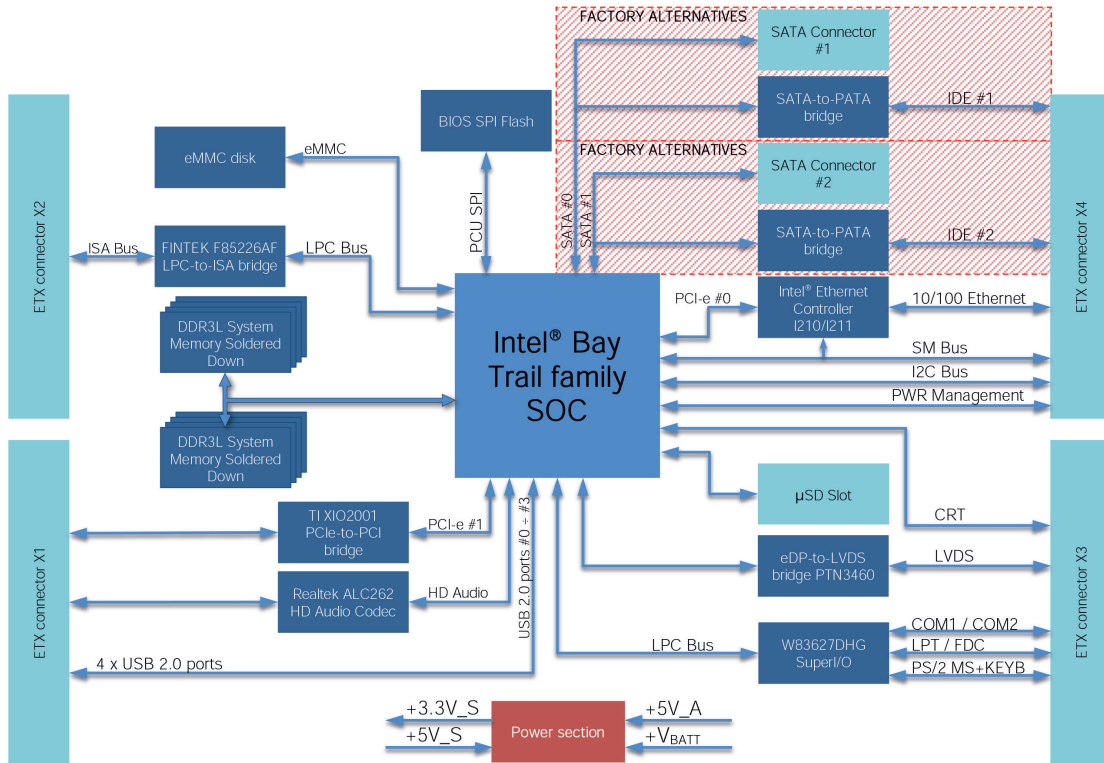 FACTORY ALTERNATIVES
SATA Connector
#1
SATA-to-PATA
bridge
IDE #1
FACTORY ALTERNATIVES
SATA Connector
#2
SATA-to-PATA
bridge
IDE #2
SATA #0
SATA #1
BIOS SPI Flash
PCU SPI
eMMC disk
eMMC
ETX connector X2
ISA Bus
FINTEK F85226AF
LPC-to-ISA bridge
LPC Bus
DDR3L System
Memory Soldered
Down
DDR3L System
Memory Soldered
Down
Intel® Bay
Trail family
SOC
PCI-e #0
Intel® Ethernet
Controller
I210/I211
10/100 Ethernet
SM Bus
I2C Bus
PWR Management
ETX connector X4
ETX connector X1
TI XIO2001
PCIe-to-PCI
bridge
PCI-e #1
Realtek ALC262
HD Audio Codec
HD Audio
USB 2.0 ports #0 ÷ #3
4 x USB 2.0 ports
µSD Slot
CRT
eDP-to-LVDS
bridge PTN3460
LVDS
LPC Bus
W83627DHG
SuperI/O
COM1 / COM2
LPT / FDC
PS/2 MS+KEYB
ETX connector X3
+3.3V_S
+5V_S
Power section
+5V_A
+VBATT